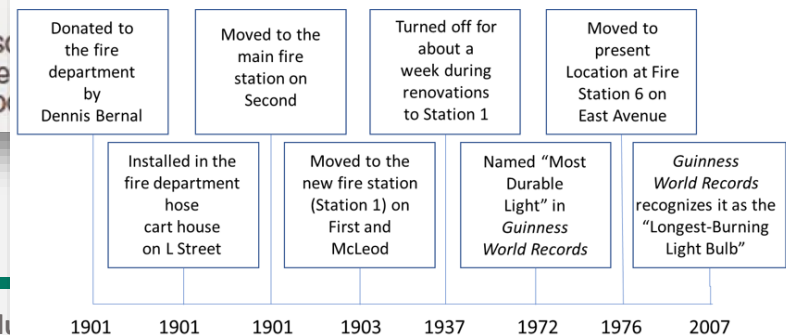 Donated to
the fire
department
by
Dennis Bernal
Moved to the
main fire
station on
Second
Turned off for
about a
week during
renovations
to Station 1
Moved to
present
Location at Fire
Station 6 on
East Avenue
Installed in the
fire department
hose
cart house
on L Street
Moved to the
new fire station
(Station 1) on
First and
McLeod
Named “Most
Durable
Light” in
Guinness
World Records
Guinness
World Records
recognizes it as the
“Longest-Burning
Light Bulb”
1901 1901 1901 1903 1937 1972 1976 2007